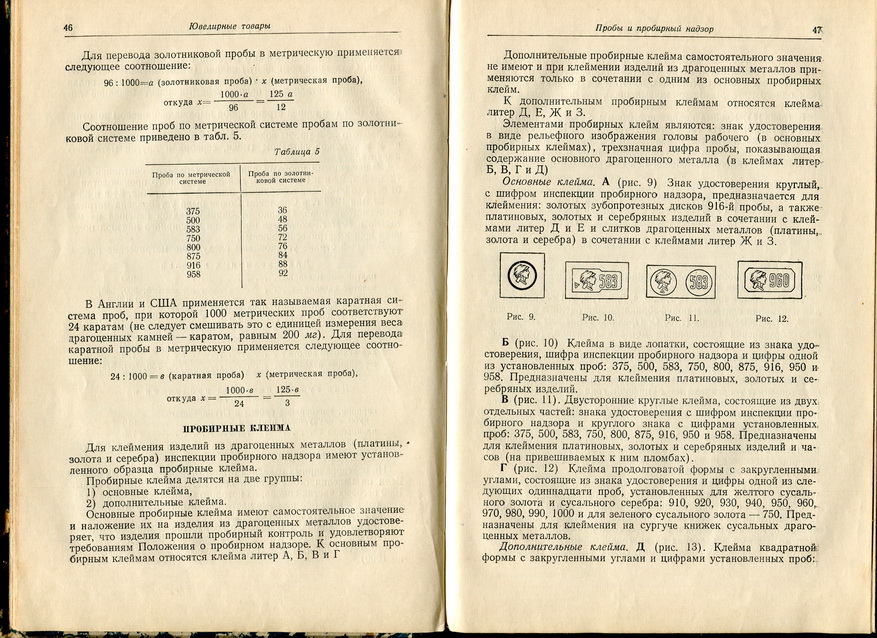 46
Ювелирные товары
Для перевода золотниковой пробы в метрическую применяется
следующее соотношение:
96 : 1000=а (золотниковая проба) · х (метрическая проба),
откуда х= 1000·а / 96 = 125 а / 12
Соотношение проб по метрической системе пробам по золотни-
ковой системе приведено в табл. 5.
Таблица 5
Проба по метрической системе | Проба по золотни-ковой системе
375 36
500 48
583 56
750 72
800 76
875 84
916 88
958 92
В Англии и США применяется так называемая каратная си-
стема проб, при которой 1000 метрических проб соответствуют
24 каратам (не следует смешивать это с единицей измерения веса
драгоценных камней — каратом, равным 200 мг). Для перевода
каратной пробы в метрическую применяется следующее соотно-
шение:
24 : 1000 = в (каратная проба) х (метрическая проба),
откуда х = 1000·в / 24 = 125·в / 3
ПРОБИРНЫЕ КЛЕЙМА
Для клеймения изделий из драгоценных металлов (платины,
золота и серебра) инспекции пробирного надзора имеют установ-
ленного образца пробирные клейма.
Пробирные клейма делятся на две группы:
1) основные клейма,
2) дополнительные клейма.
Основные пробирные клейма имеют самостоятельное значение
и наложение их на изделия из драгоценных металлов удостове-
ряет, что изделия прошли пробирный контроль и удовлетворяют
требованиям Положения о пробирном надзоре. К основным про-
бирным клеймам относятся клейма литер А, Б, В и Г
Пробы и пробирный надзор
47
Дополнительные пробирные клейма самостоятельного значения
не имеют и при клеймении изделий из драгоценных металлов при-
меняются только в сочетании с одним из основных пробирных
клейм.
К дополнительным пробирным клеймам относятся клейма
литер Д, Е, Ж и З.
Элементами пробирных клейм являются: знак удостоверения
в виде рельефного изображения головы рабочего (в основных
пробирных клеймах), трехзначная цифра пробы, показывающая
содержание основного драгоценного металла (в клеймах литер
Б, В, Г и Д)
Основные клейма. А (рис. 9) Знак удостоверения круглый,
с шифром инспекции пробирного надзора, предназначается для
клеймения: золотых зубопротезных дисков 916-й пробы, а также
платиновых, золотых и серебряных изделий в сочетании с клей-
мами литер Д и Е и слитков драгоценных металлов (платины,
золота и серебра) в сочетании с клеймами литер Ж и З.
583
583
960
Рис. 9.
Рис. 10.
Рис. 11.
Рис. 12.
Б (рис. 10) Клейма в виде лопатки, состоящие из знака удо-
стоверения, шифра инспекции пробирного надзора и цифры одной
из установленных проб: 375, 500, 583, 750, 800, 875, 916, 950 и
958. Предназначены для клеймения платиновых, золотых и се-
ребряных изделий.
В (рис. 11). Двусторонние круглые клейма, состоящие из двух
отдельных частей: знака удостоверения с шифром инспекции про-
бирного надзора и круглого знака с цифрами установленных
проб: 375, 500, 583, 750, 800, 875, 916, 950 и 958. Предназначены
для клеймения платиновых, золотых и серебряных изделий и ча-
сов (на привешиваемых к ним пломбах).
Г (рис. 12) Клейма продолговатой формы с закругленными
углами, состоящие из знака удостоверения и цифры одной из сле-
дующих одиннадцати проб, установленных для желтого сусаль-
ного золота и сусального серебра: 910, 920, 930, 940, 950, 960,
970, 980, 990, 1000 и для зеленого сусального золота — 750. Пред-
назначены для клеймения на сургуче книжек сусальных драго-
ценных металлов.
Дополнительные клейма. Д (рис. 13). Клейма квадратной
формы с закругленными углами и цифрами установленных проб: